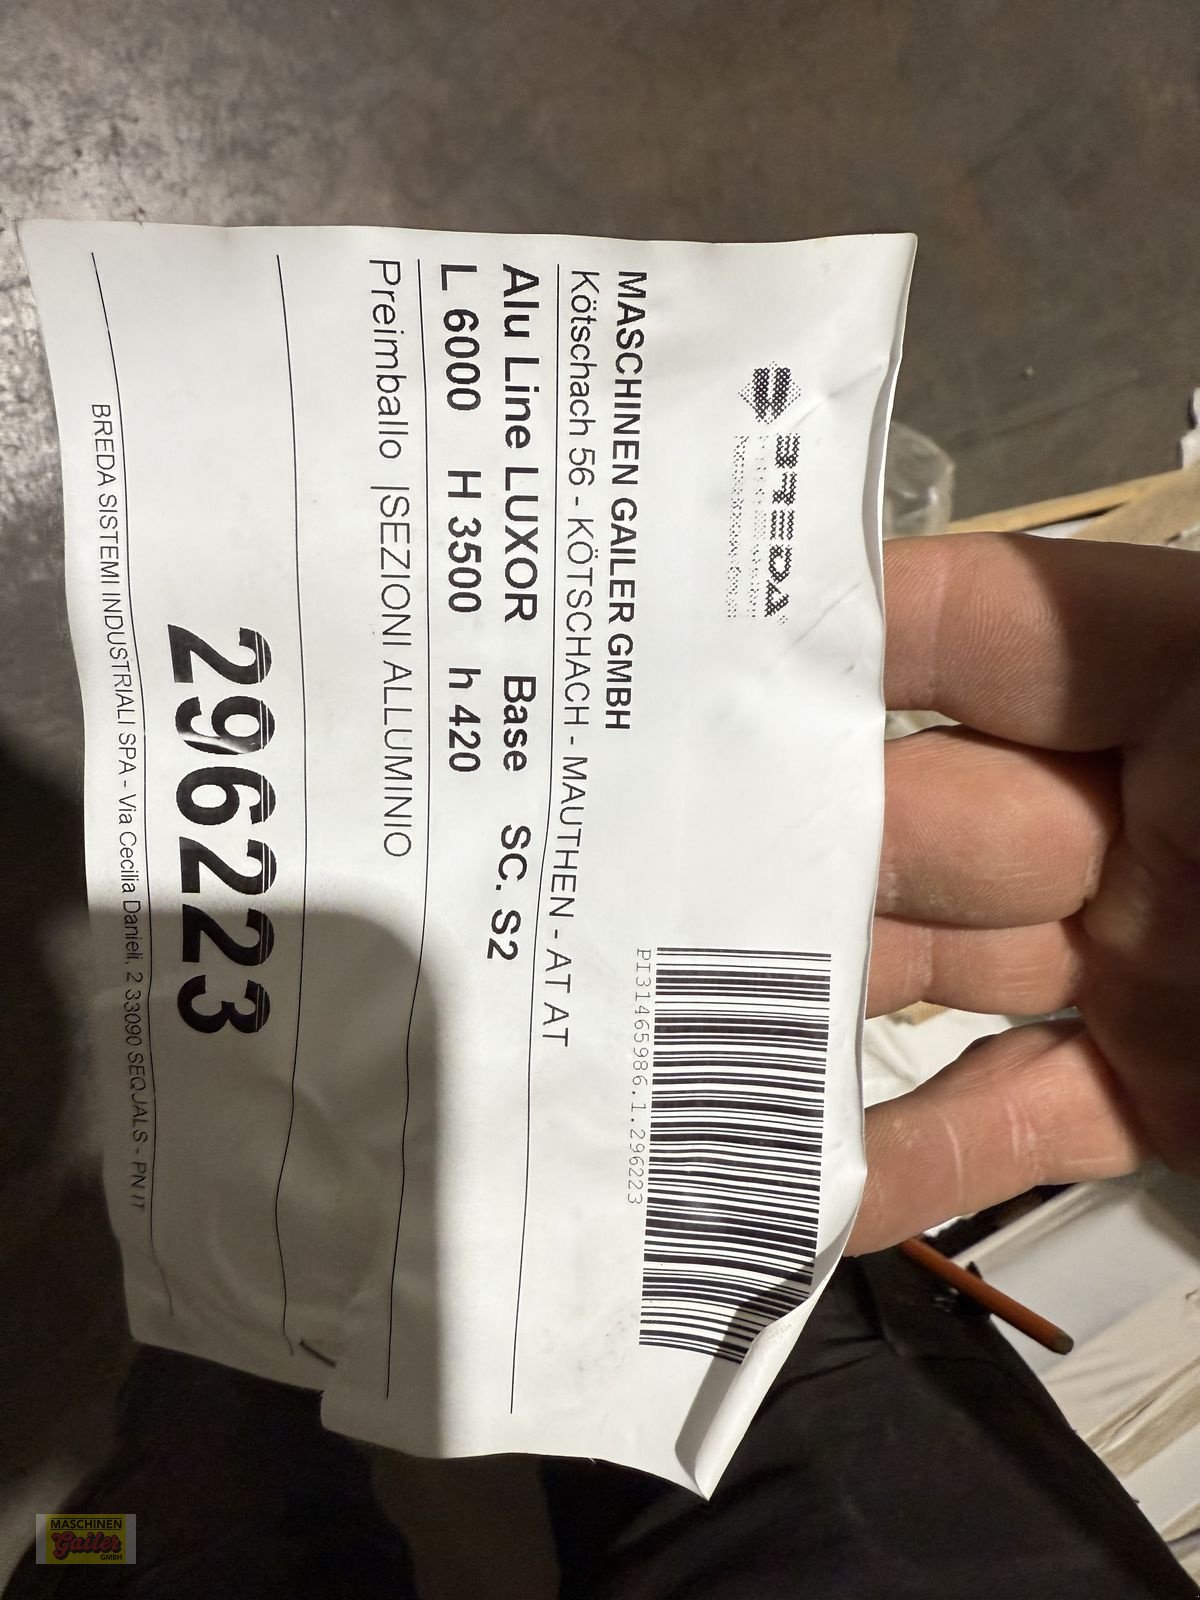 BREDA
PI31465986.1.296223
MASCHINEN GAILER GMBH
Kötschach 56 - KÖTSCHACH - MAUTHEN - AT AT
Alu Line LUXOR Base SC. S2
L 6000 H 3500 h 420
Preimballo |SEZIONI ALLUMINIO
296223
BREDA SISTEMI INDUSTRIALI SPA - Via Cecilia Danieli, 2 33090 SEQUALS - PN IT
MASCHINEN
Gailer
GMBH